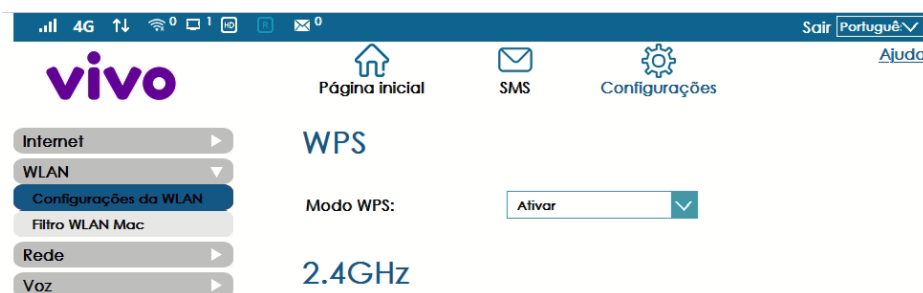 4G 0 1 HD R 0 Sair Português
vivo
Página inicial SMS Configurações Ajuda
Internet
WLAN
Configurações da WLAN
Filtro WLAN Mac
Rede
Voz
WPS
Modo WPS: Ativar
2.4GHz